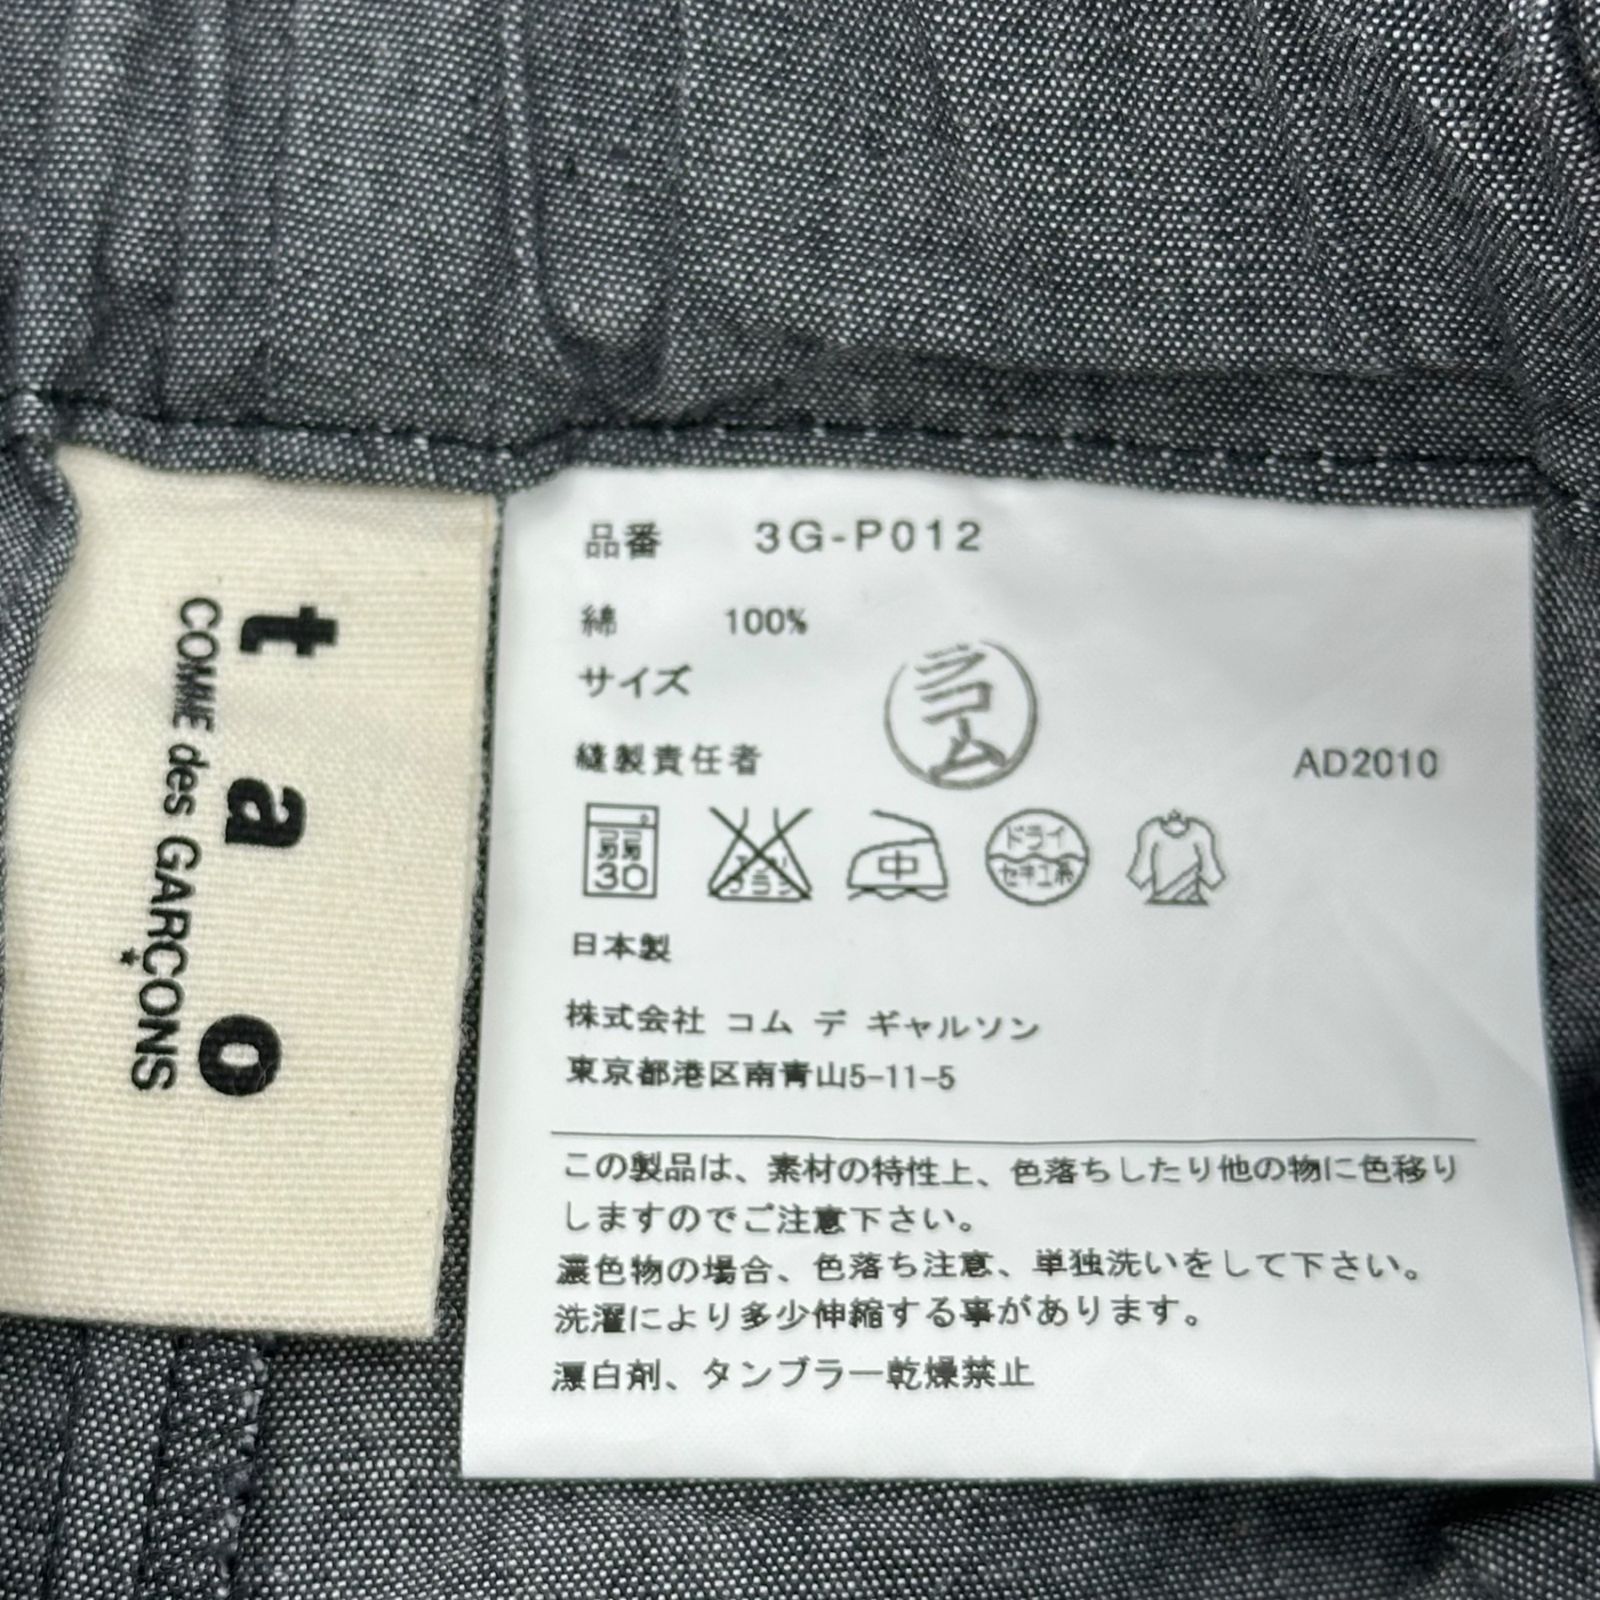 t a o
COMME des GARÇONS
品番 3G-P012
綿 100%
サイズ
縫製責任者
ラコム
AD2010
弱
30
エンソ
サラシ
中
ドライ
セキユ系
日本製
株式会社 コム デ ギャルソン
東京都港区南青山5-11-5
この製品は、素材の特性上、色落ちしたり他の物に色移り
しますのでご注意下さい。
濃色物の場合、色落ち注意、単独洗いをして下さい。
洗濯により多少伸縮する事があります。
漂白剤、タンブラー乾燥禁止